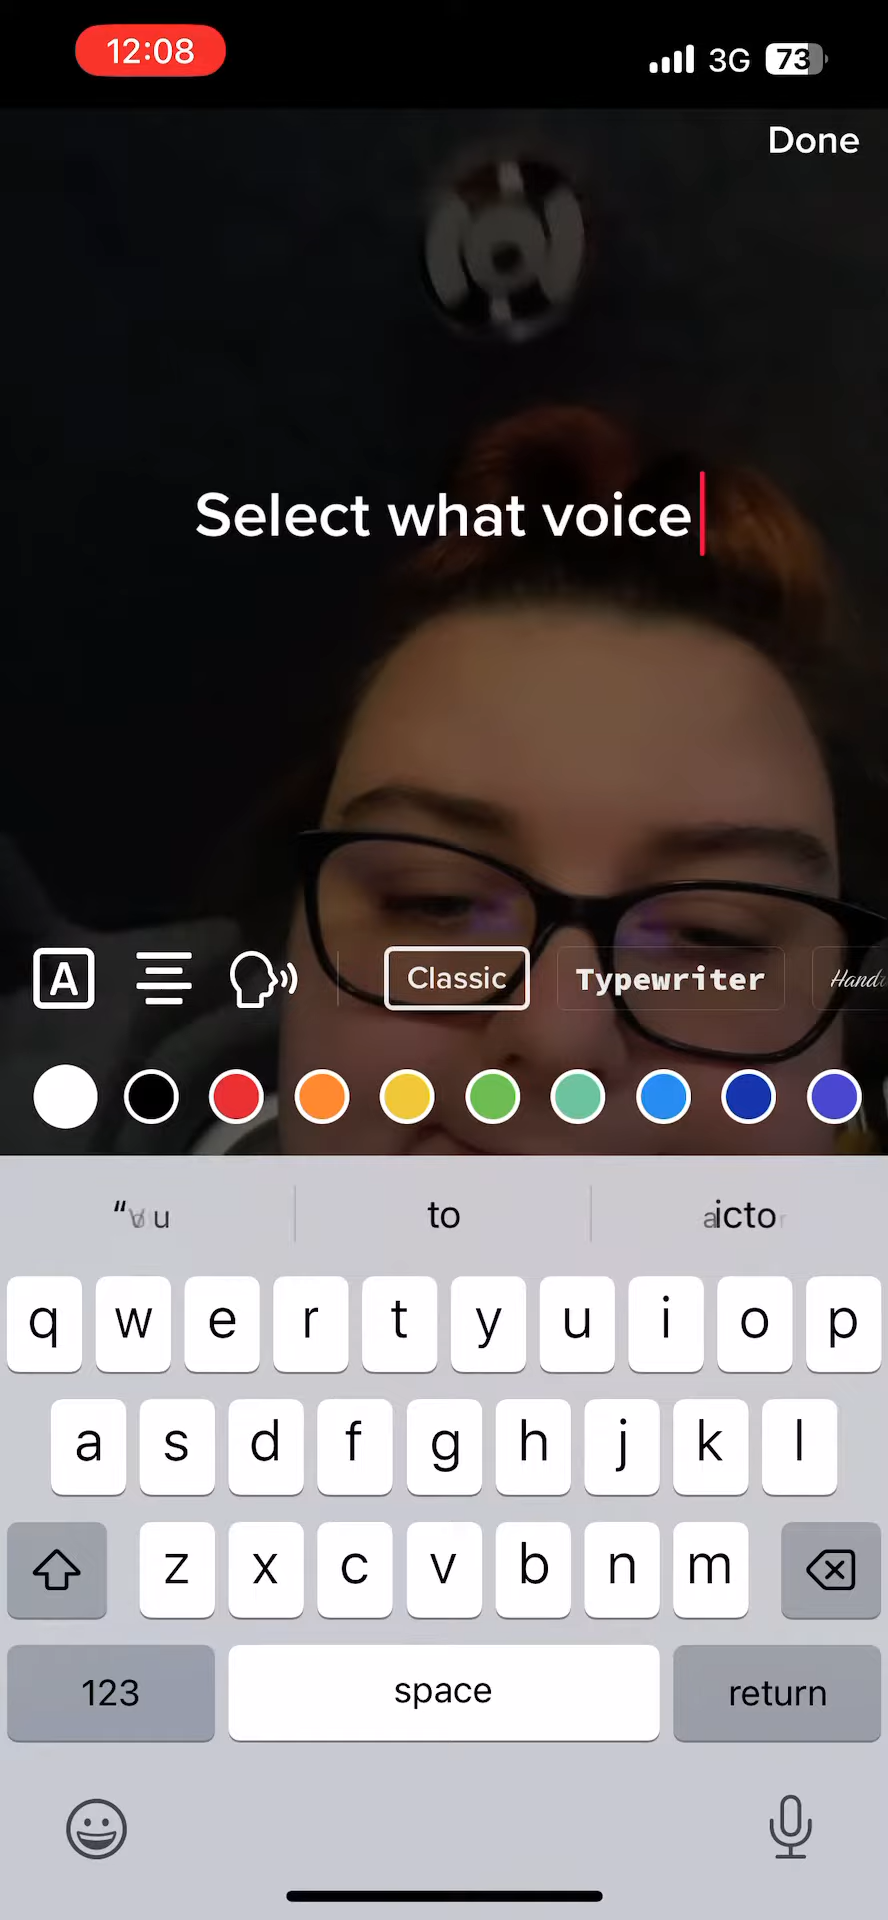 12:08 3G 73
Done
Select what voice
A Classic Typewriter
to
q w e r t y u i o p
a s d f g h j k l
z x c v b n m
123 space return